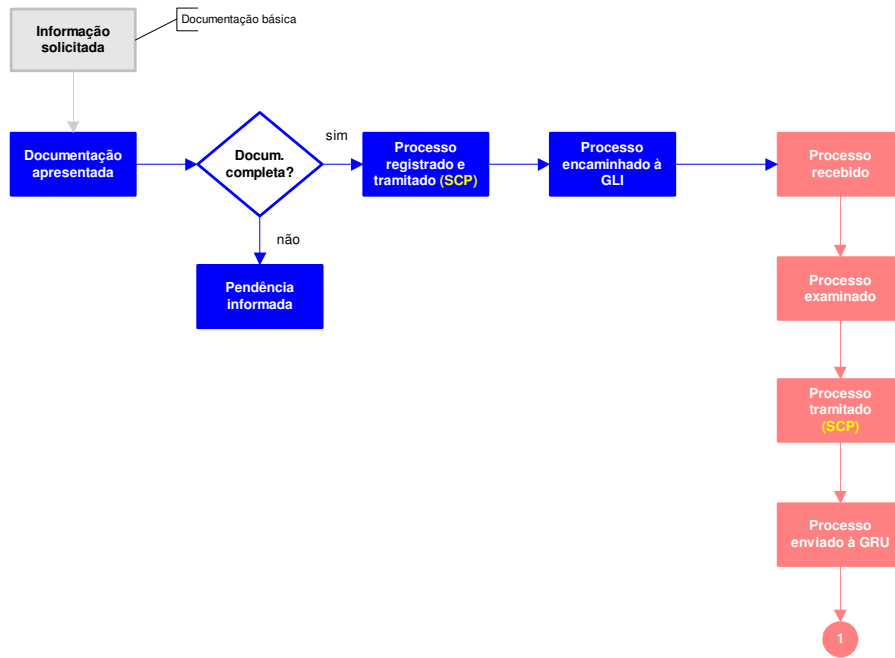 Informação
solicitada
Documentação básica
Documentação
apresentada
Docum.
completa?
sim
não
Pendência
informada
Processo
registrado e
tramitado (SCP)
Processo
encaminhado à
GLI
Processo
recebido
Processo
examinado
Processo
tramitado
(SCP)
Processo
enviado à GRU
1